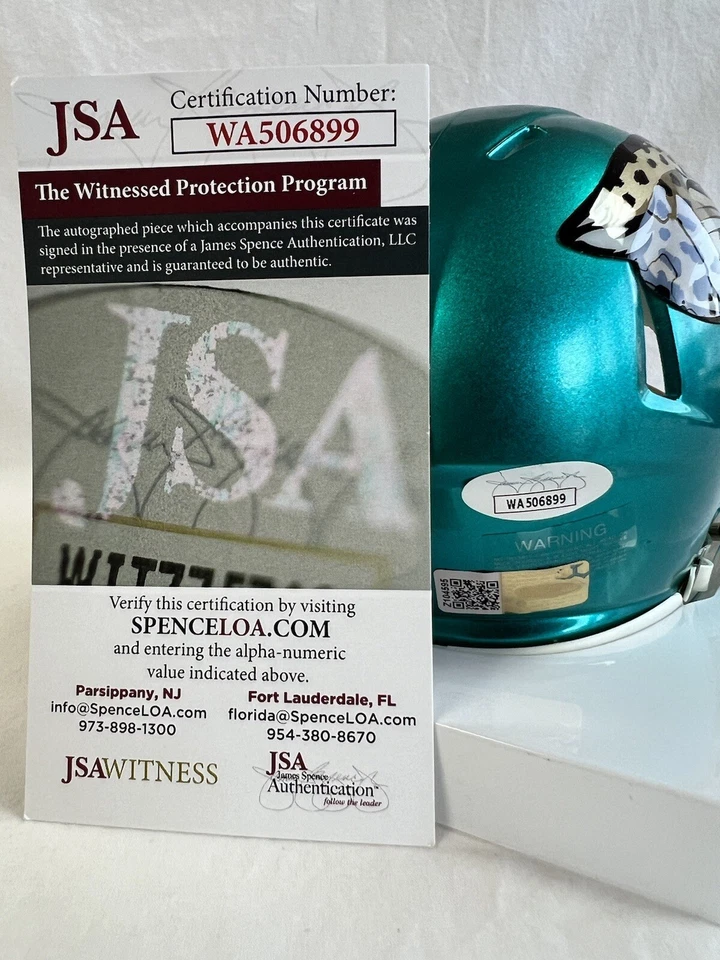 JSA
Certification Number:
WA506899
The Witnessed Protection Program
The autographed piece which accompanies this certificate was
signed in the presence of a James Spence Authentication, LLC
representative and is guaranteed to be authentic.
JSA
Verify this certification by visiting
SPENCELOA.COM
and entering the alpha-numeric
value indicated above.
Parsippany, NJ
info@SpenceLOA.com
973-898-1300
Fort Lauderdale, FL
florida@SpenceLOA.com
954-380-8670
JSAWITNESS
JSA
James Spence
Authentication™
follow the leader
WA506899
WARNING
Z104595